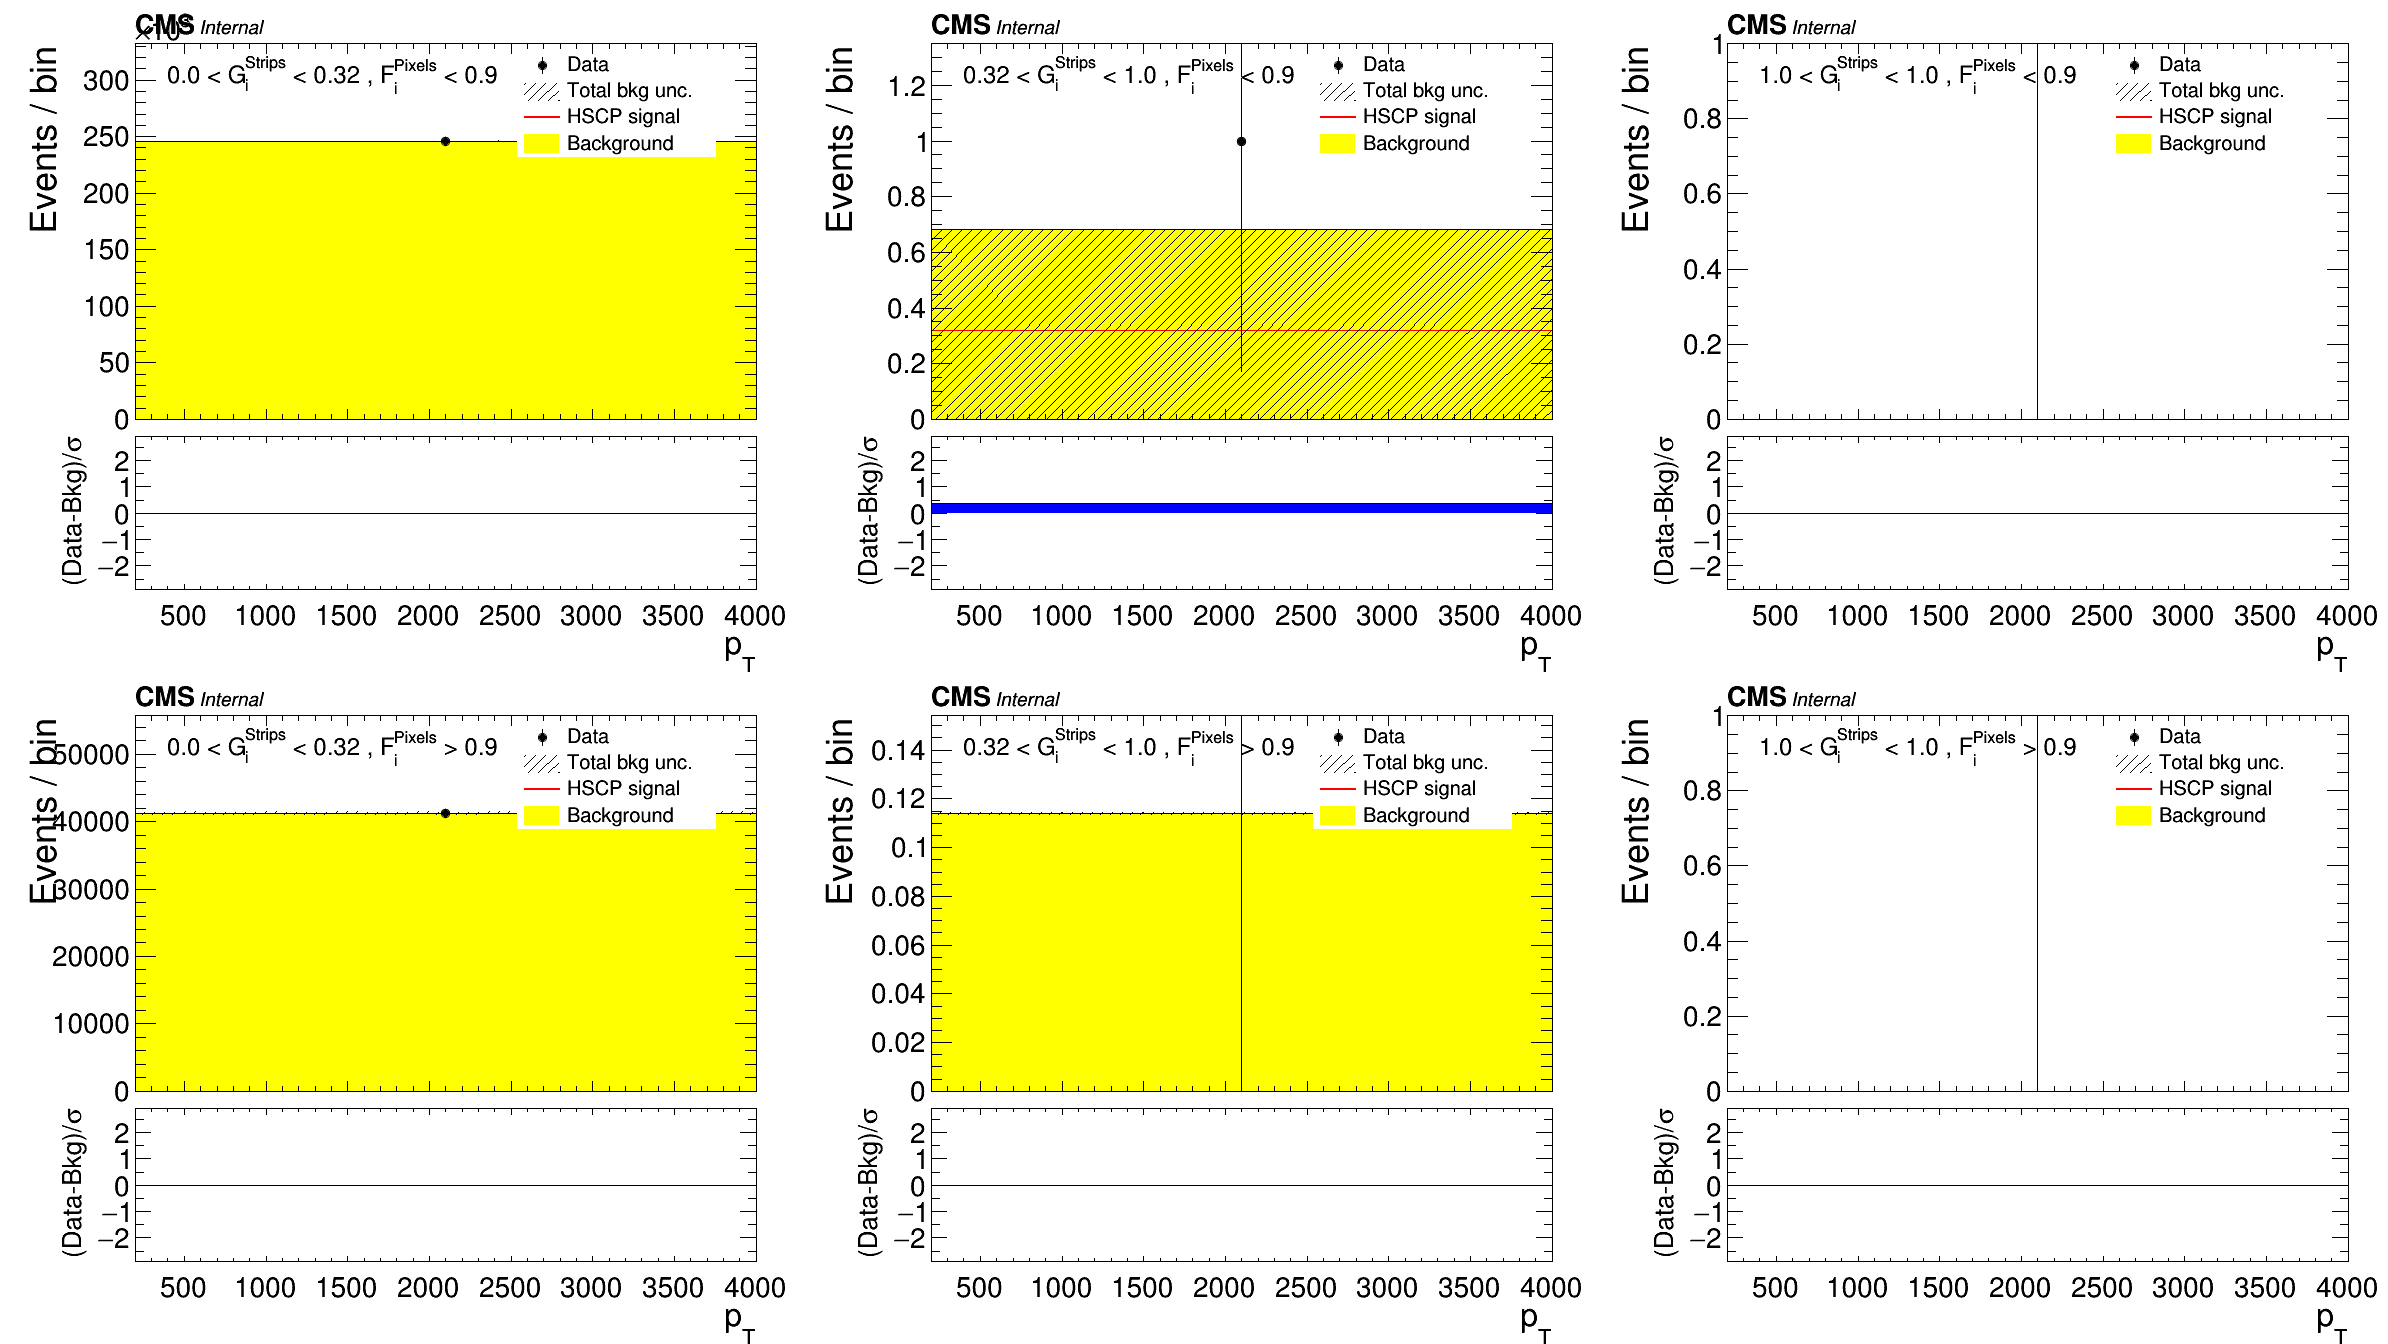 CMS Internal
×10³
Events / bin
0.0 < G_i^Strips < 0.32 , F_i^Pixels < 0.9
Data
Total bkg unc.
HSCP signal
Background
300
250
200
150
100
50
0
(Data-Bkg)/σ
2
1
0
−1
−2
500 1000 1500 2000 2500 3000 3500 4000
p_T
CMS Internal
Events / bin
0.32 < G_i^Strips < 1.0 , F_i^Pixels < 0.9
Data
Total bkg unc.
HSCP signal
Background
1.2
1
0.8
0.6
0.4
0.2
0
(Data-Bkg)/σ
2
1
0
−1
−2
500 1000 1500 2000 2500 3000 3500 4000
p_T
CMS Internal
Events / bin
1.0 < G_i^Strips < 1.0 , F_i^Pixels < 0.9
Data
Total bkg unc.
HSCP signal
Background
1
0.8
0.6
0.4
0.2
0
(Data-Bkg)/σ
2
1
0
−1
−2
500 1000 1500 2000 2500 3000 3500 4000
p_T
CMS Internal
Events / bin
0.0 < G_i^Strips < 0.32 , F_i^Pixels > 0.9
Data
Total bkg unc.
HSCP signal
Background
50000
40000
30000
20000
10000
0
(Data-Bkg)/σ
2
1
0
−1
−2
500 1000 1500 2000 2500 3000 3500 4000
p_T
CMS Internal
Events / bin
0.32 < G_i^Strips < 1.0 , F_i^Pixels > 0.9
Data
Total bkg unc.
HSCP signal
Background
0.14
0.12
0.1
0.08
0.06
0.04
0.02
0
(Data-Bkg)/σ
2
1
0
−1
−2
500 1000 1500 2000 2500 3000 3500 4000
p_T
CMS Internal
Events / bin
1.0 < G_i^Strips < 1.0 , F_i^Pixels > 0.9
Data
Total bkg unc.
HSCP signal
Background
1
0.8
0.6
0.4
0.2
0
(Data-Bkg)/σ
2
1
0
−1
−2
500 1000 1500 2000 2500 3000 3500 4000
p_T